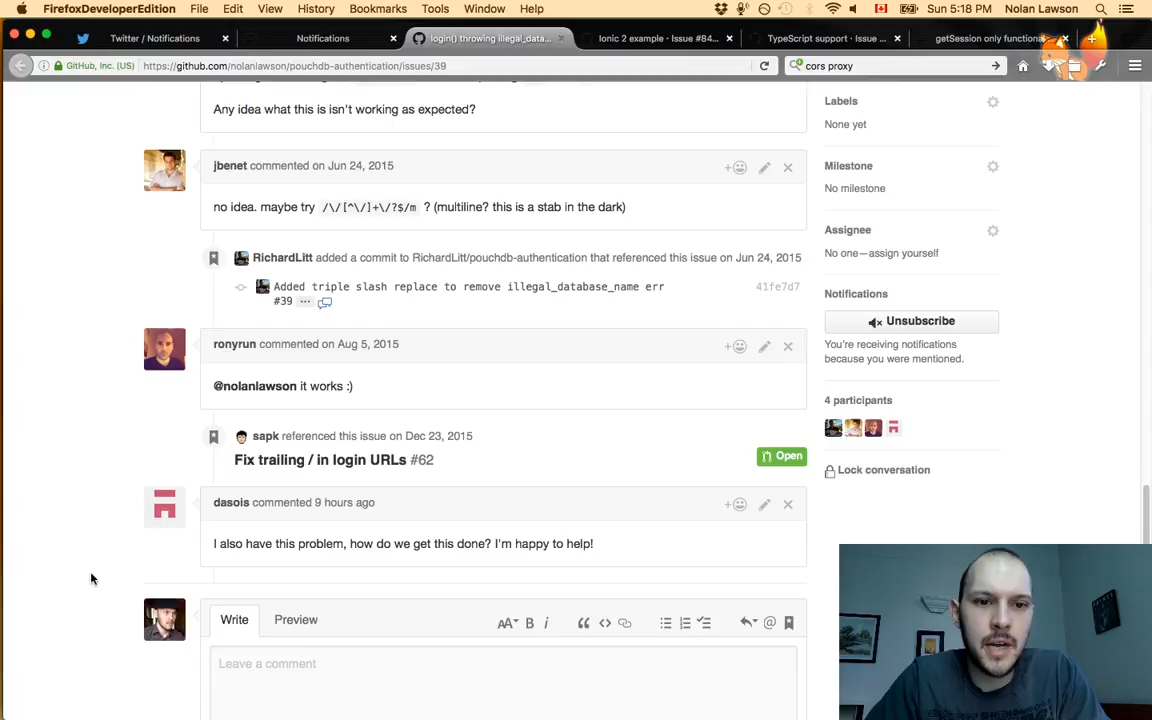 FirefoxDeveloperEdition File Edit View History Bookmarks Tools Window Help Sun 5:18 PM Nolan Lawson
Twitter / Notifications × Notifications × login() throwing illegal_data... × Ionic 2 example · Issue #84... × TypeScript support · Issue ... × getSession only functiona
GitHub, Inc. (US) https://github.com/nolanlawson/pouchdb-authentication/issues/39 cors proxy
Any idea what this is isn't working as expected?
jbenet commented on Jun 24, 2015
no idea. maybe try /\/[^\/]+\/?$/m ? (multiline? this is a stab in the dark)
RichardLitt added a commit to RichardLitt/pouchdb-authentication that referenced this issue on Jun 24, 2015
Added triple slash replace to remove illegal_database_name err 41fe7d7
#39 ...
ronyrun commented on Aug 5, 2015
@nolanlawson it works :)
sapk referenced this issue on Dec 23, 2015
Fix trailing / in login URLs #62 Open
dasois commented 9 hours ago
I also have this problem, how do we get this done? I'm happy to help!
Write Preview AA B i
Leave a comment
Labels
None yet
Milestone
No milestone
Assignee
No one—assign yourself
Notifications
Unsubscribe
You're receiving notifications
because you were mentioned.
4 participants
Lock conversation